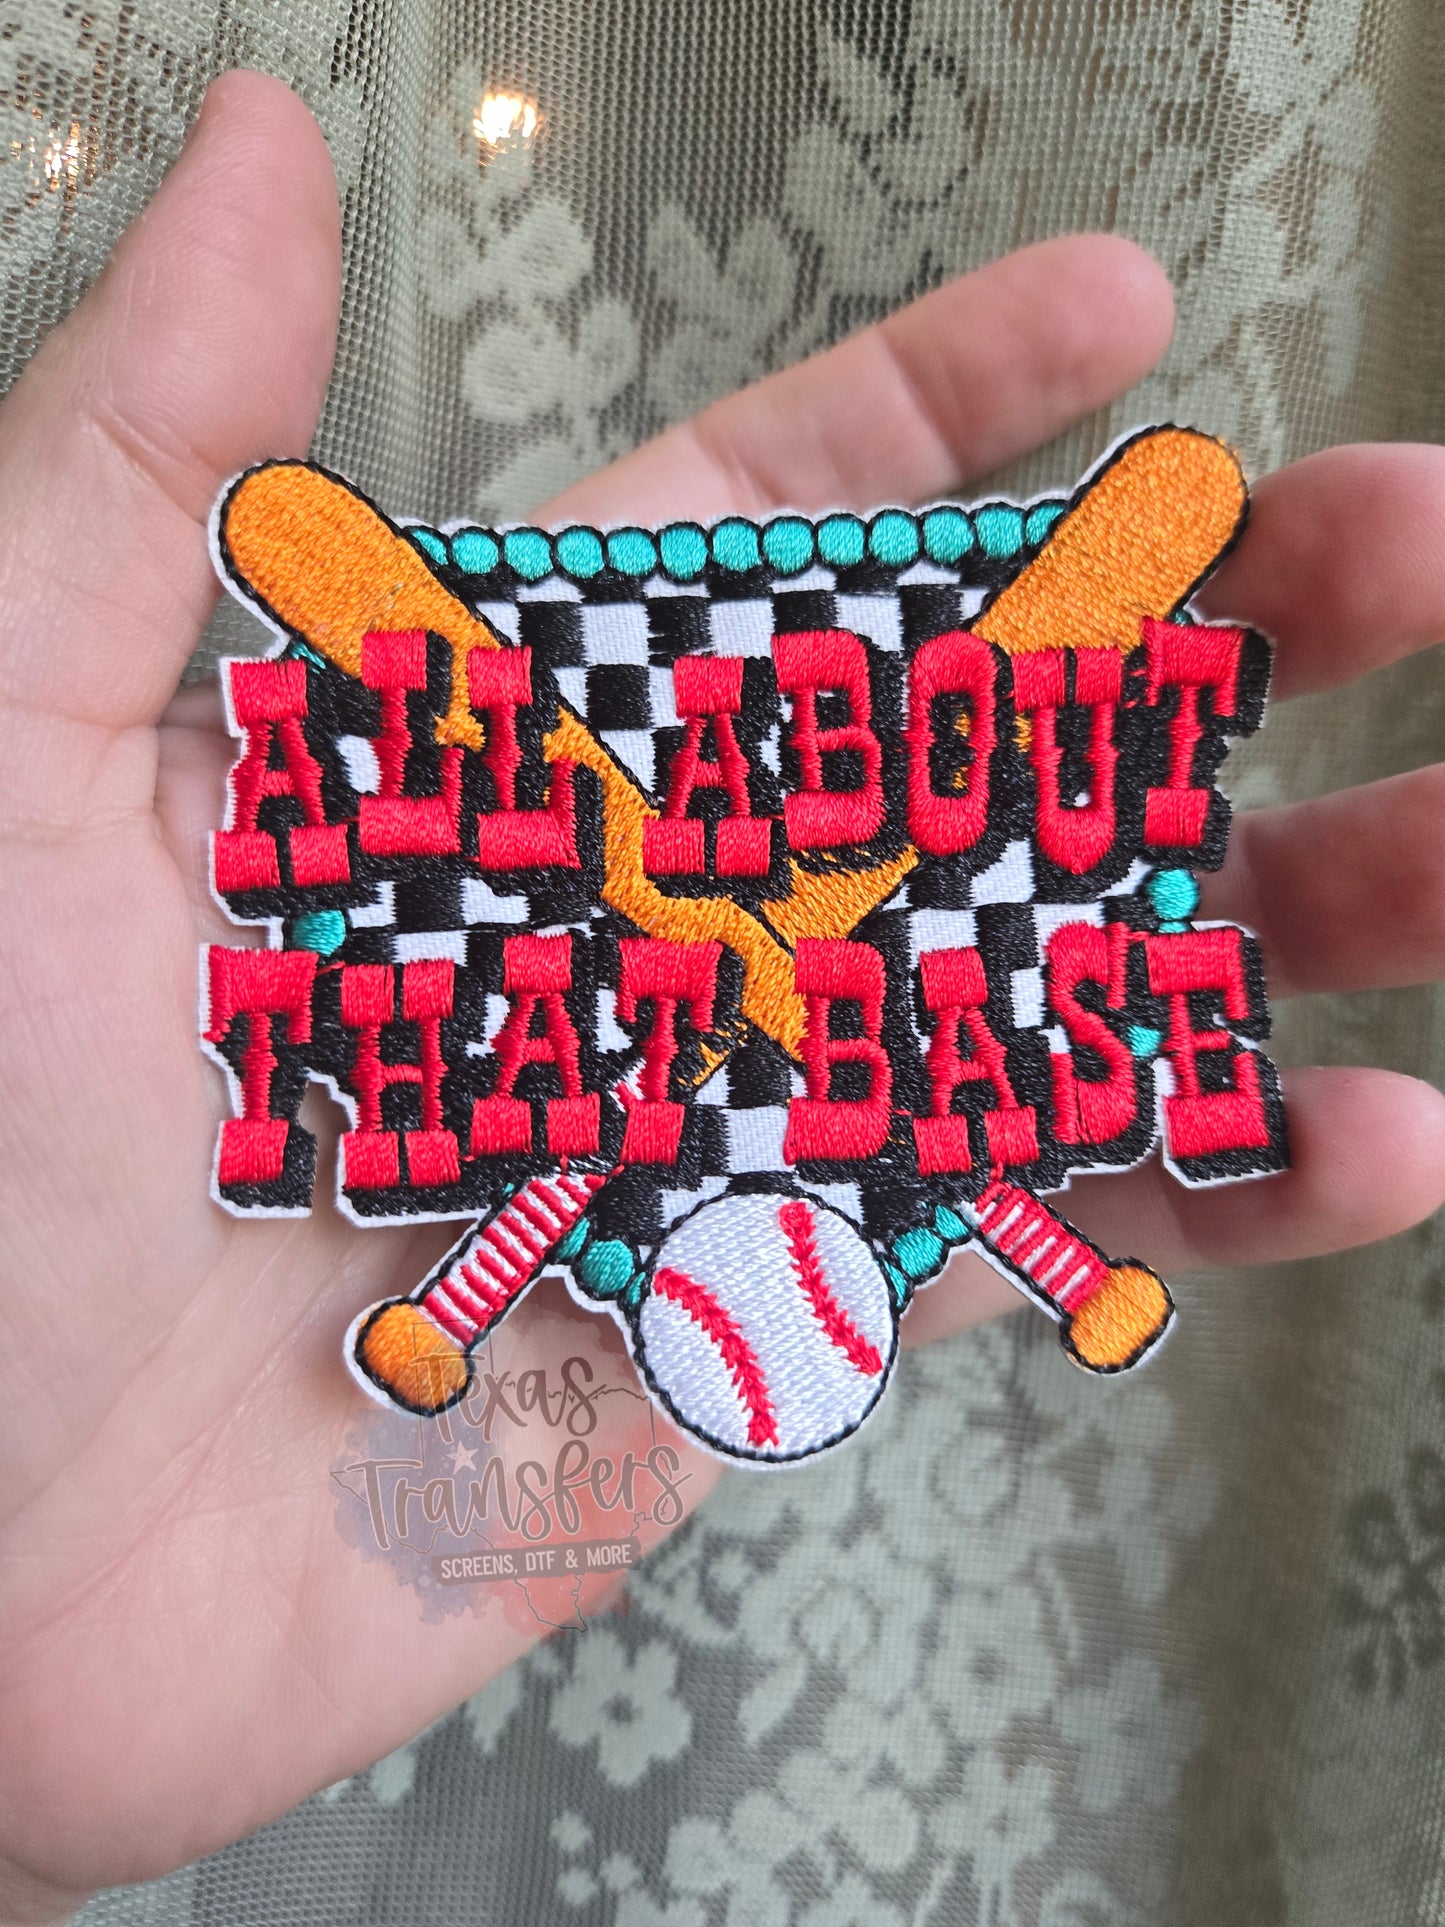 ALL ABOUT
THAT BASE
Texas
Transfers
SCREENS, DTF & MORE